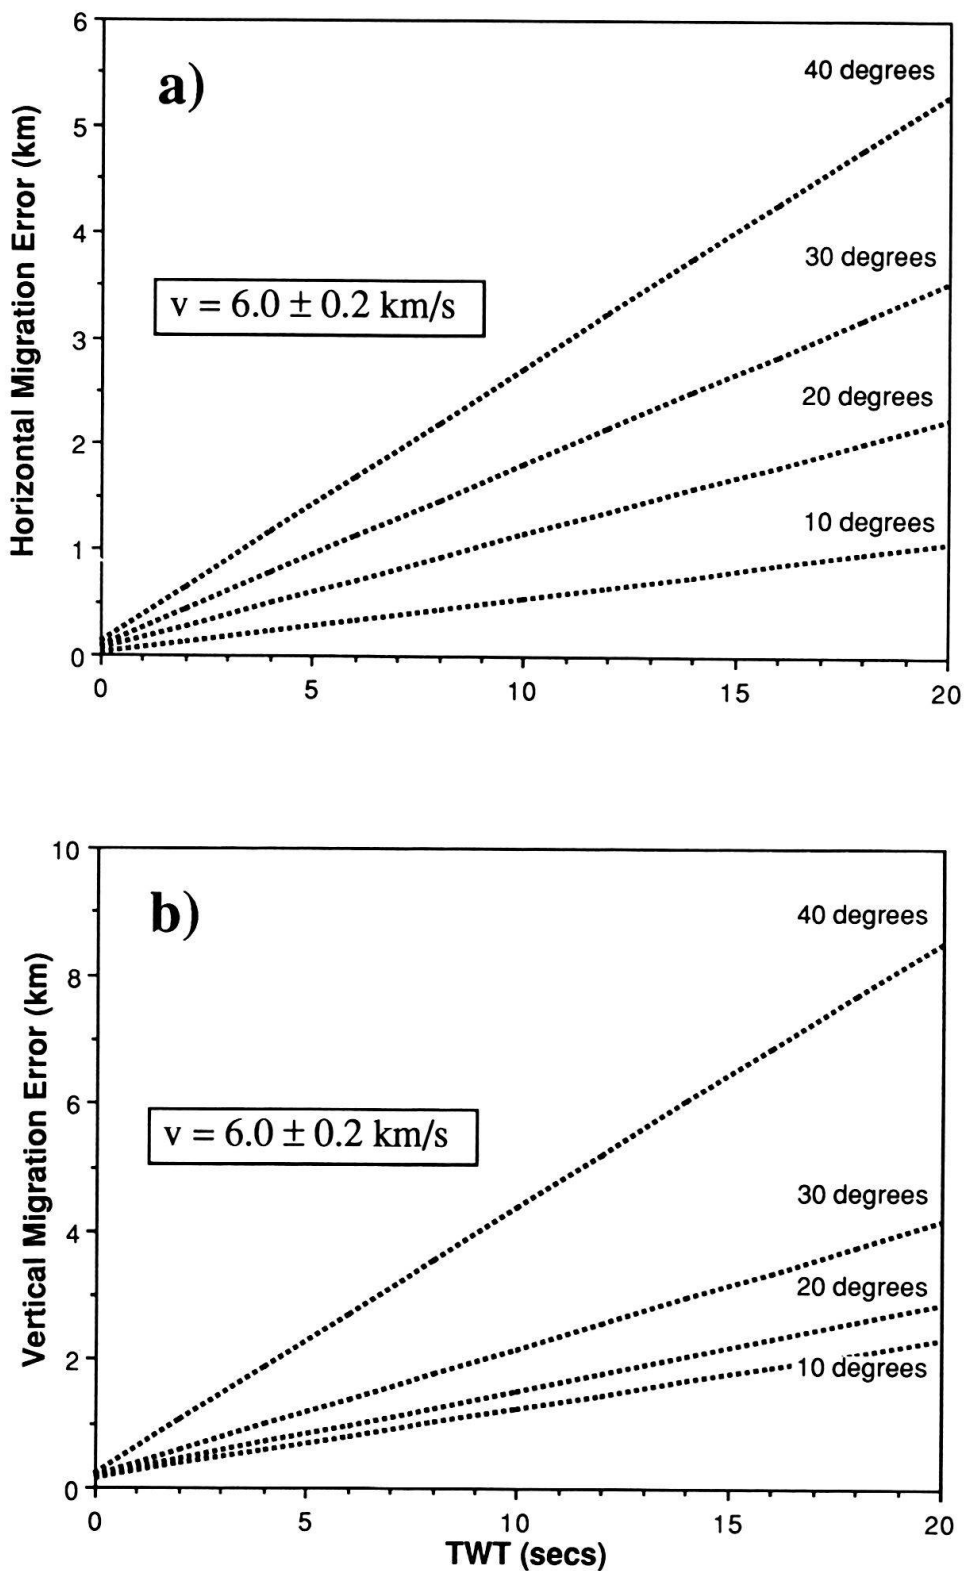 a)
Horizontal Migration Error (km)
6
5
4
3
2
1
0
40 degrees
30 degrees
20 degrees
10 degrees
v = 6.0 ± 0.2 km/s
0 5 10 15 20
b)
Vertical Migration Error (km)
10
8
6
4
2
0
40 degrees
30 degrees
20 degrees
10 degrees
v = 6.0 ± 0.2 km/s
0 5 10 15 20
TWT (secs)